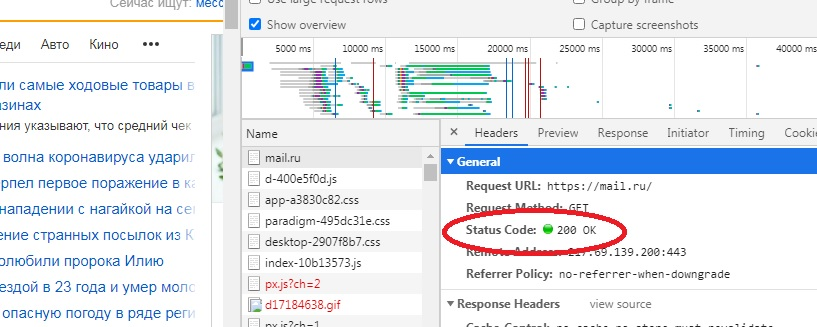 Сейчас ищут: месс
еди Авто Кино •••
ли самые ходовые товары в
азинах
ния указывают, что средний чек
волна коронавируса ударил
ерпел первое поражение в ка
нападении с нагайкой на се
ение странных посылок из К
олюбили пророка Илию
ездой в 23 года и умер моло
опасную погоду в ряде реги
Use large request rows
Group by frame
Show overview
Capture screenshots
5000 ms 10000 ms 15000 ms 20000 ms 25000 ms 30000 ms 35000 ms 40000 ms
Name
mail.ru
d-400e5f0d.js
app-a3830c82.css
paradigm-495dc31e.css
desktop-2907f8b7.css
index-10b13573.js
px.js?ch=2
d17184638.gif
px.js?ch=1
× Headers Preview Response Initiator Timing Cookie
General
Request URL: https://mail.ru/
Request Method: GET
Status Code: 200 OK
Remote Address: 217.69.139.200:443
Referrer Policy: no-referrer-when-downgrade
Response Headers view source